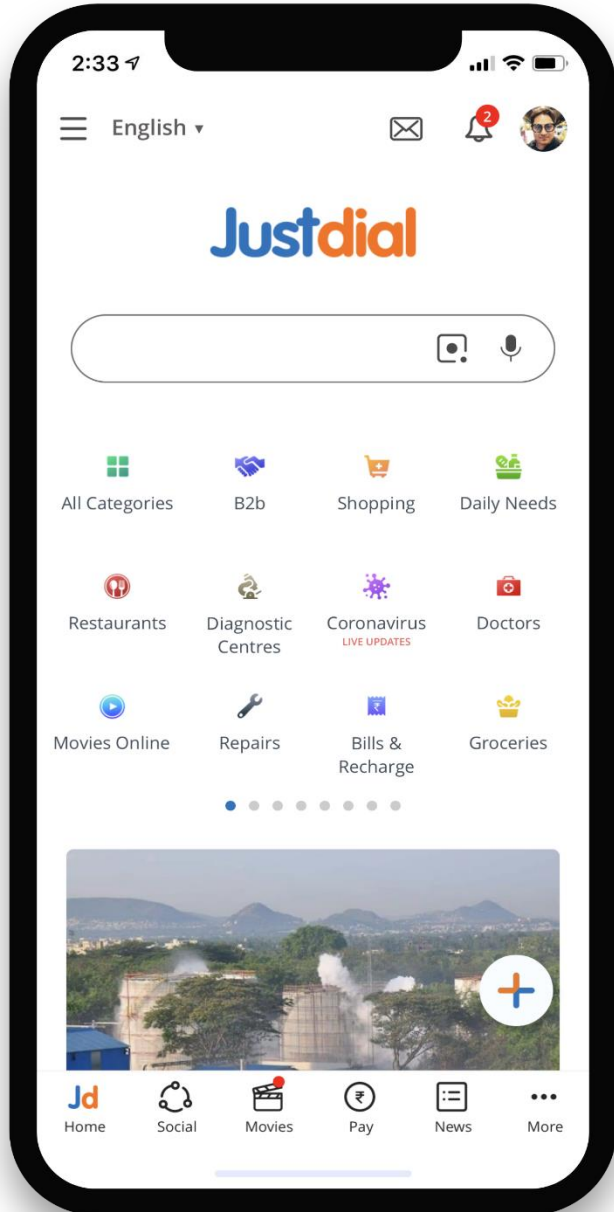 2:33
English ▾
2
Justdial
All Categories B2b Shopping Daily Needs
Restaurants Diagnostic Centres Coronavirus LIVE UPDATES Doctors
Movies Online Repairs Bills & Recharge Groceries
Jd
Home Social Movies Pay News More